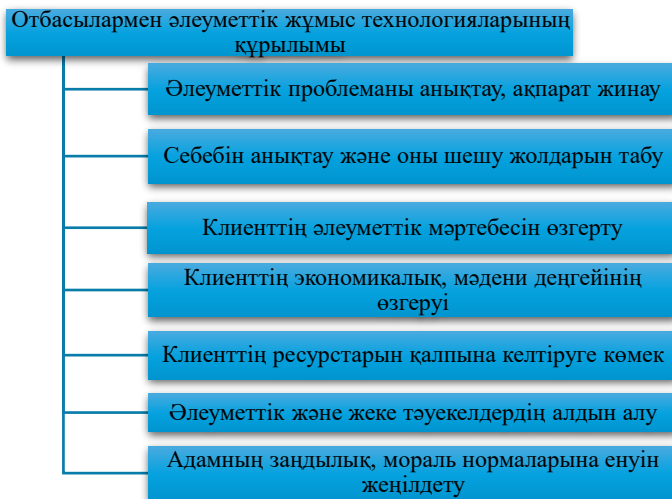 Отбасылармен әлеуметтік жұмыс технологияларының
құрылымы
Әлеуметтік проблеманы анықтау, ақпарат жинау
Себебін анықтау және оны шешу жолдарын табу
Клиенттің әлеуметтік мәртебесін өзгерту
Клиенттің экономикалық, мәдени деңгейінің
өзгеруі
Клиенттің ресурстарын қалпына келтіруге көмек
Әлеуметтік және жеке тәуекелдердің алдын алу
Адамның заңдылық, мораль нормаларына енуін
жеңілдету